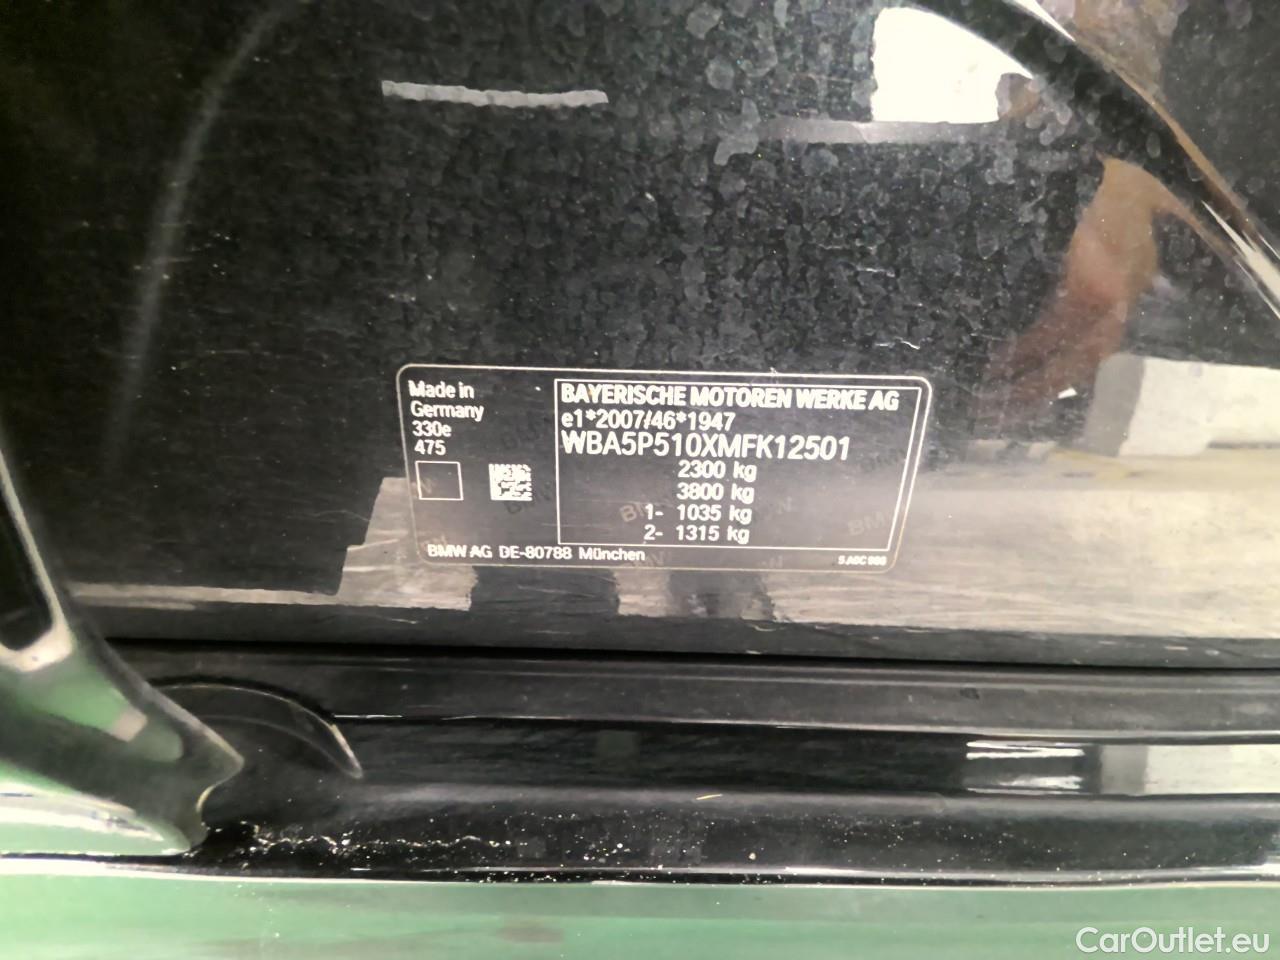 Made in
Germany
330e
475
BAYERISCHE MOTOREN WERKE AG
e1*2007/46*1947
WBA5P510XMFK12501
2300 kg
3800 kg
1- 1035 kg
2- 1315 kg
BMW AG DE-80788 München
CarOutlet.eu